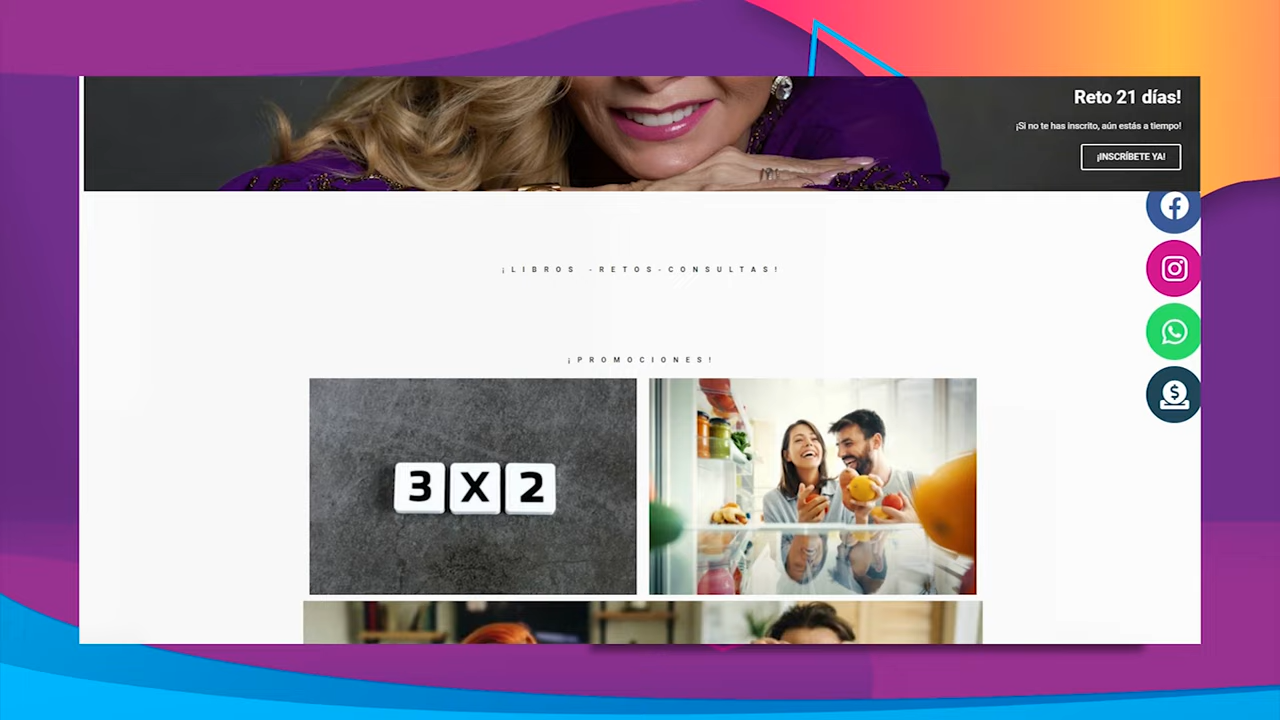 Reto 21 días!
¡Si no te has inscrito, aún estás a tiempo!
¡INSCRÍBETE YA!
¡LIBROS -RETOS-CONSULTAS!
¡PROMOCIONES!
3X2